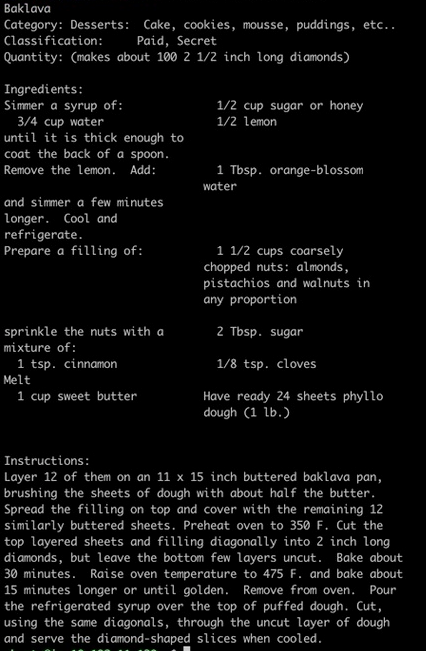 Baklava
Category: Desserts:  Cake, cookies, mousse, puddings, etc..
Classification:     Paid, Secret
Quantity: (makes about 100 2 1/2 inch long diamonds)

Ingredients:
Simmer a syrup of:              1/2 cup sugar or honey
  3/4 cup water                 1/2 lemon
until it is thick enough to
coat the back of a spoon.
Remove the lemon.  Add:         1 Tbsp. orange-blossom
                              water
and simmer a few minutes
longer.  Cool and
refrigerate.
Prepare a filling of:           1 1/2 cups coarsely
                              chopped nuts: almonds,
                              pistachios and walnuts in
                              any proportion

sprinkle the nuts with a        2 Tbsp. sugar
mixture of:
  1 tsp. cinnamon               1/8 tsp. cloves
Melt
  1 cup sweet butter          Have ready 24 sheets phyllo
                              dough (1 lb.)

Instructions:
Layer 12 of them on an 11 x 15 inch buttered baklava pan,
brushing the sheets of dough with about half the butter.
Spread the filling on top and cover with the remaining 12
similarly buttered sheets. Preheat oven to 350 F. Cut the
top layered sheets and filling diagonally into 2 inch long
diamonds, but leave the bottom few layers uncut.  Bake about
30 minutes.  Raise oven temperature to 475 F. and bake about
15 minutes longer or until golden.  Remove from oven.  Pour
the refrigerated syrup over the top of puffed dough. Cut,
using the same diagonals, through the uncut layer of dough
and serve the diamond-shaped slices when cooled.